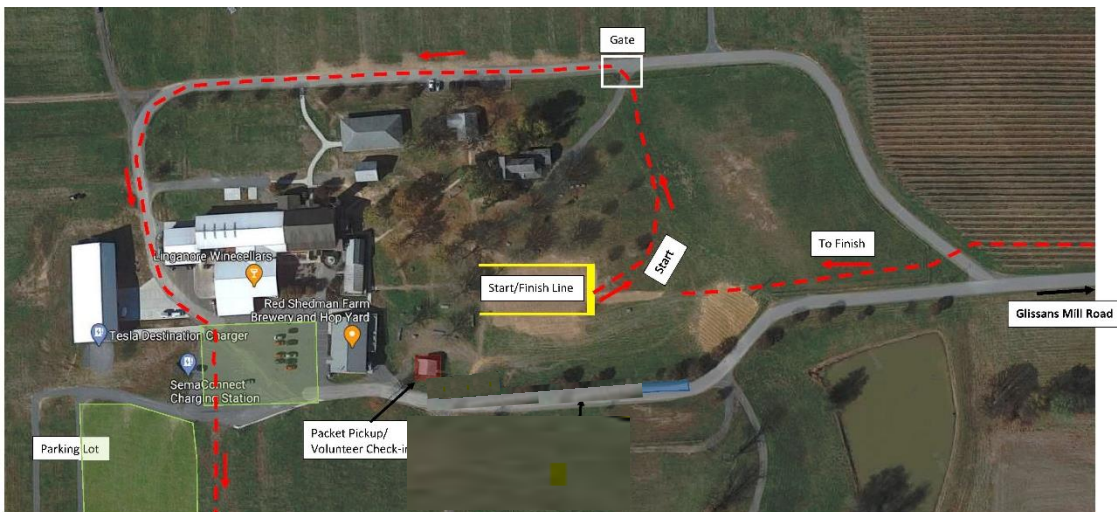 Gate
Linganore Winecellars
Start/Finish Line
Start
To Finish
Red Shedman Farm
Brewery and Hop Yard
Glissans Mill Road
Tesla Destination Charger
SemaConnect
Charging Station
Packet Pickup/
Volunteer Check-in
Parking Lot